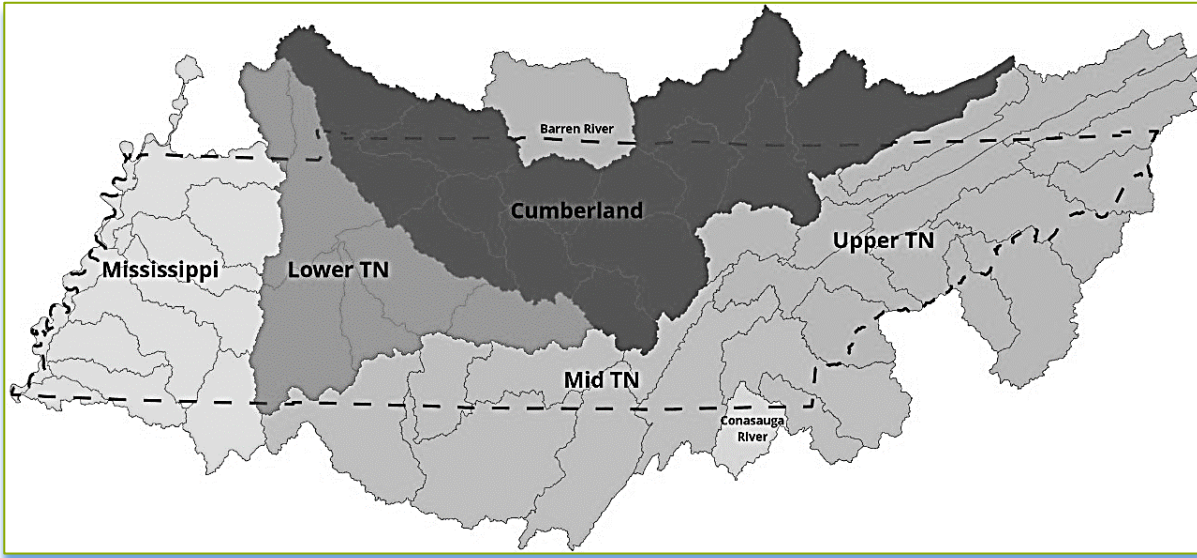 Barren River
Cumberland
Upper TN
Mississippi
Lower TN
Mid TN
Conasauga
River